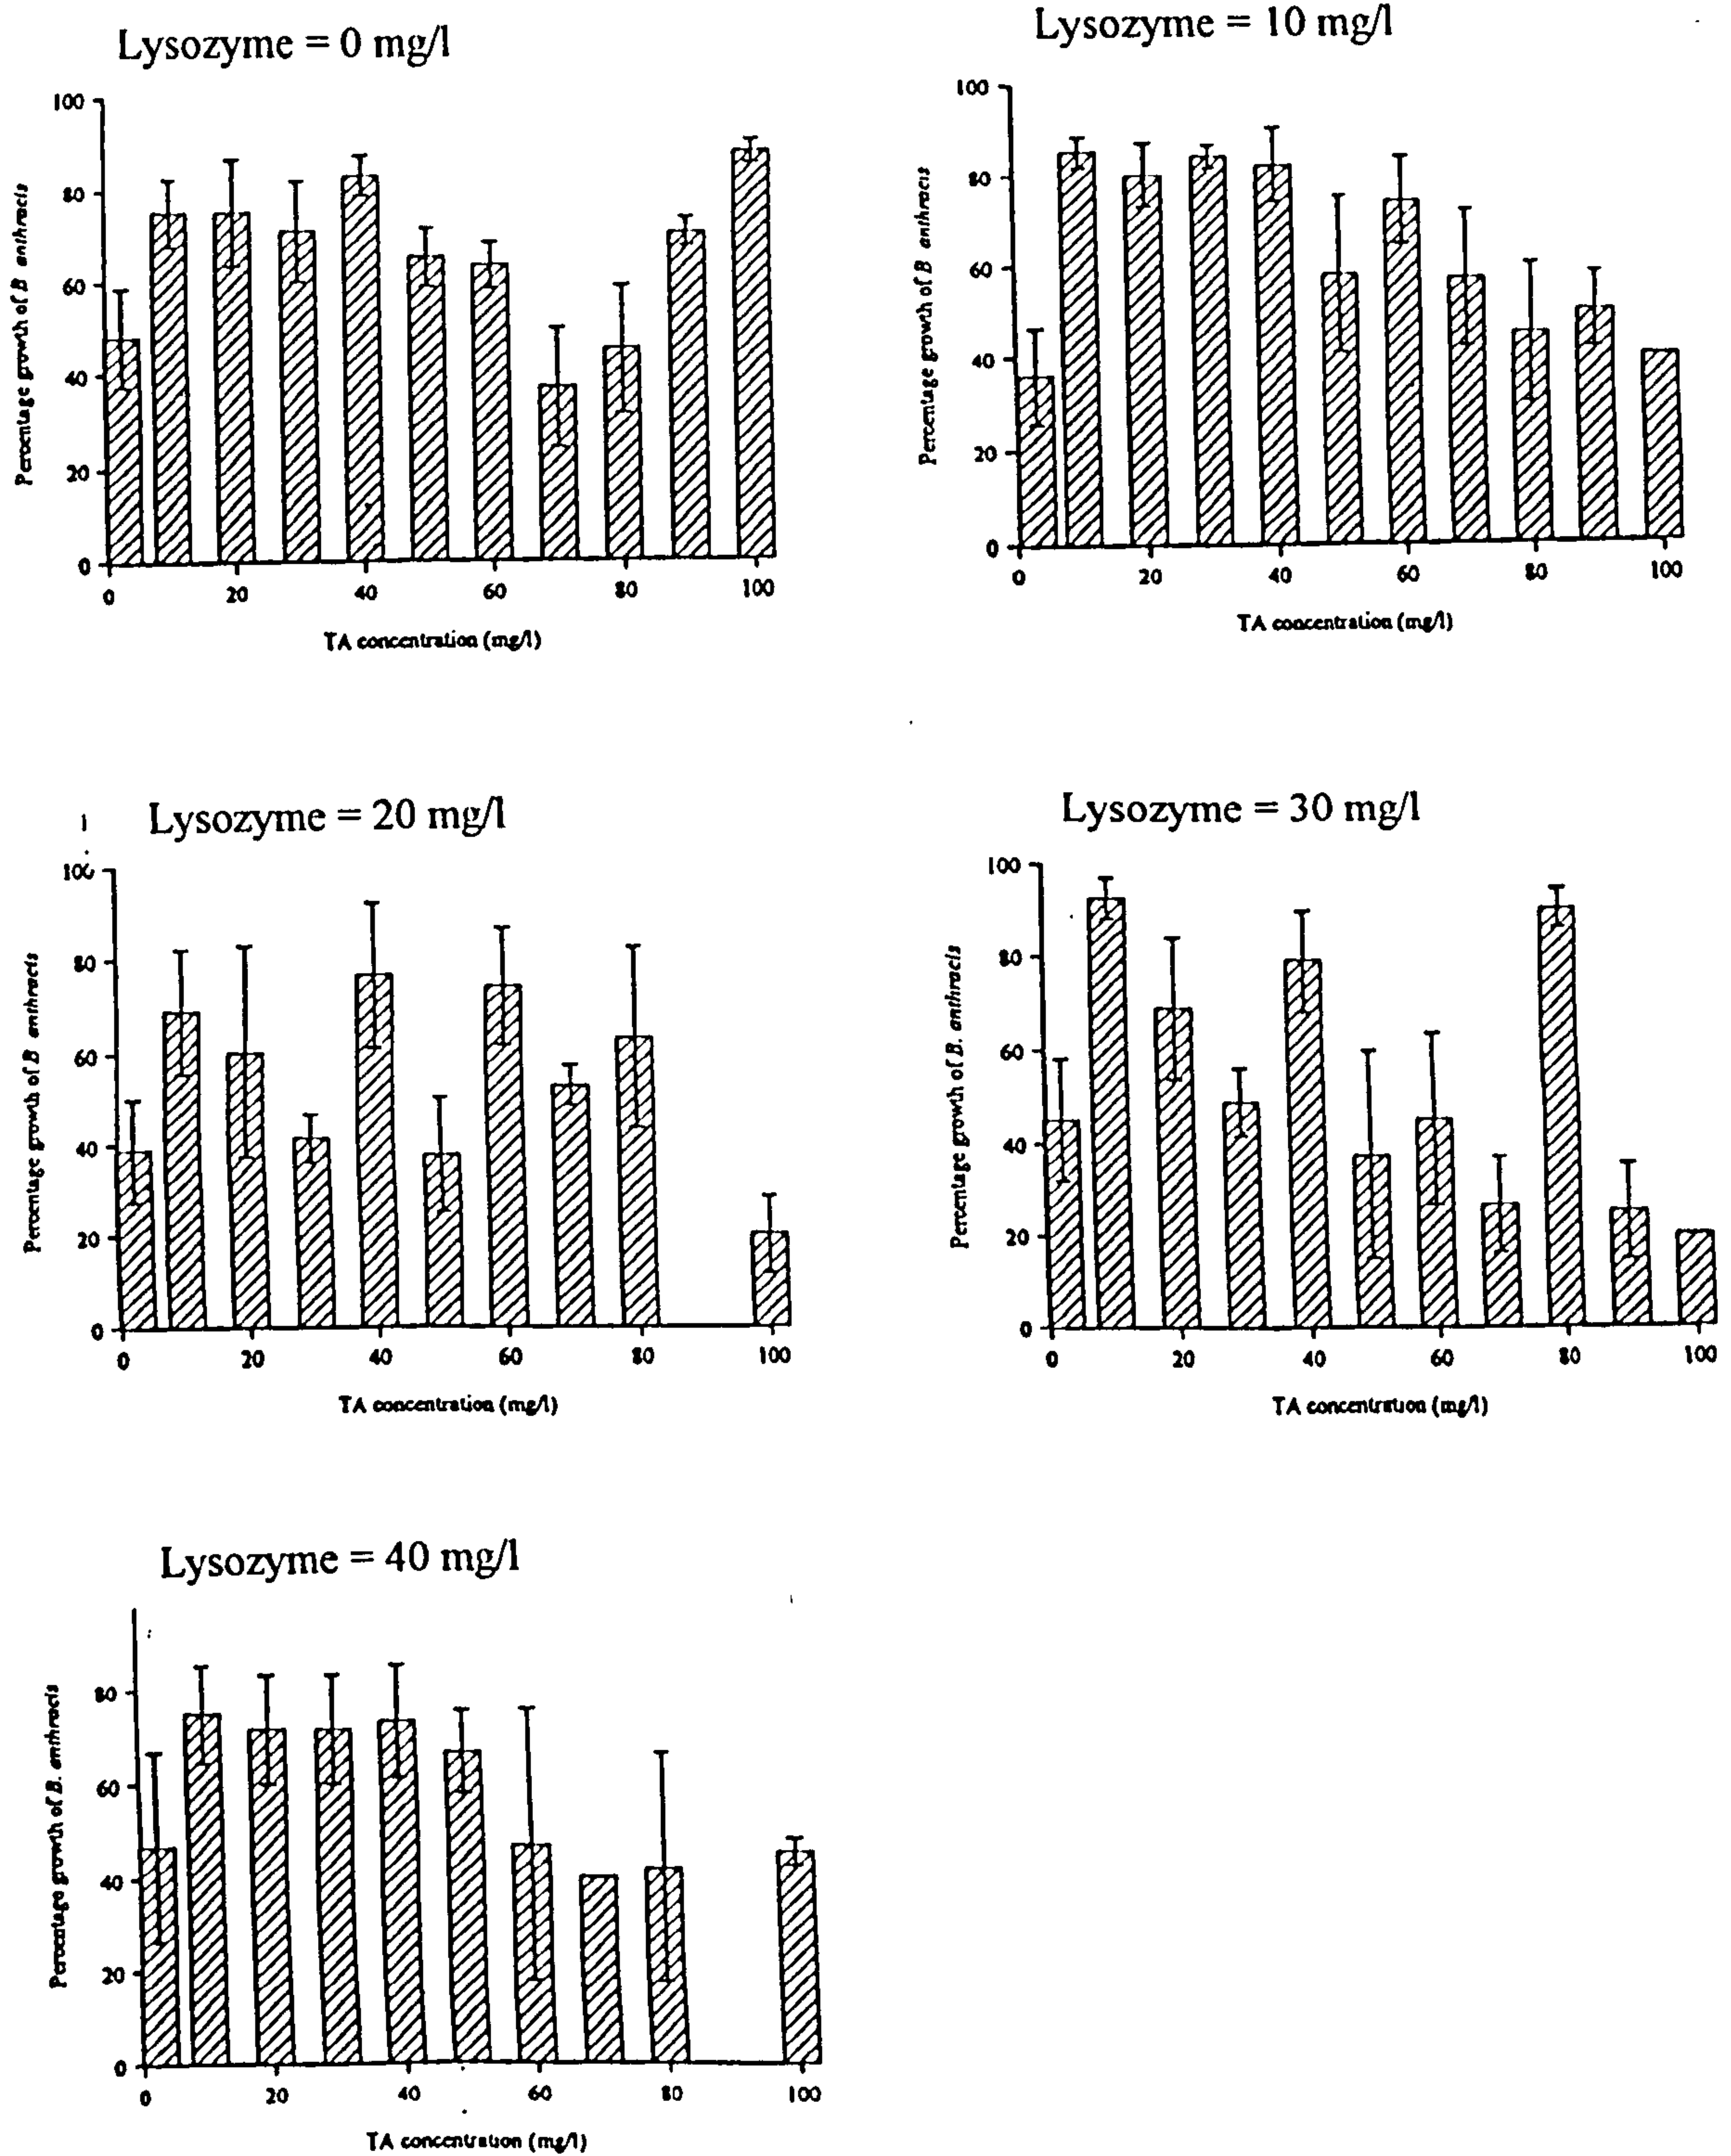 Lysozyme = 0 mg/l
100
80
60
40
20
0
Percentage growth of B anthracis
0 20 40 60 80 100
TA concentration (mg/l)
Lysozyme = 10 mg/l
100
80
60
40
20
0
Percentage growth of B anthracis
0 20 40 60 80 100
TA concentration (mg/l)
Lysozyme = 20 mg/l
100
80
60
40
20
0
Percentage growth of B anthracis
0 20 40 60 80 100
TA concentration (mg/l)
Lysozyme = 30 mg/l
100
80
60
40
20
0
Percentage growth of B. anthracis
0 20 40 60 80 100
TA concentration (mg/l)
Lysozyme = 40 mg/l
80
60
40
20
0
Percentage growth of B. anthracis
0 20 40 60 80 100
TA concentration (mg/l)